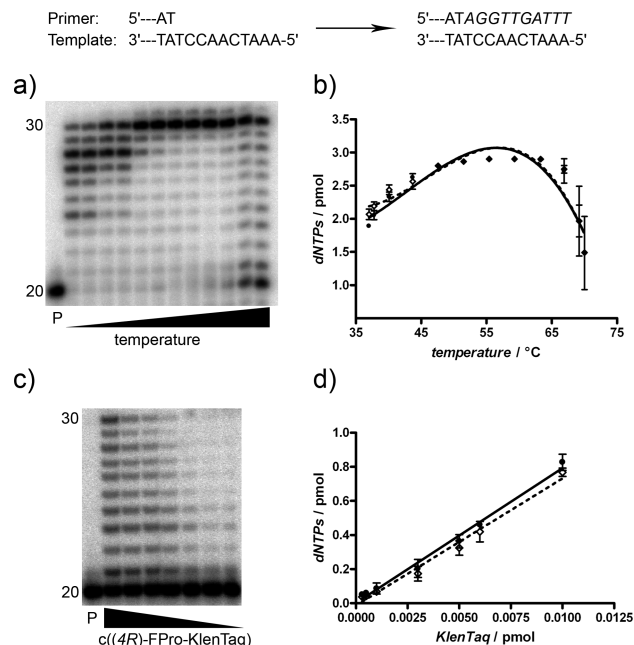 Primer: 5'---AT
5'---ATAGGTTGATTT
Template: 3'---TATCCAACTAAA-5'
3'---TATCCAACTAAA-5'
a)
30
20
P
temperature
b)
3.5
3.0
2.5
2.0
1.5
1.0
dNTPs / pmol
35 45 55 65 75
temperature / °C
c)
30
20
P
c((4R)-FPro-KlenTaq)
d)
1.0
0.8
0.6
0.4
0.2
0.0
dNTPs / pmol
0.0000 0.0025 0.0050 0.0075 0.0100 0.0125
KlenTaq / pmol